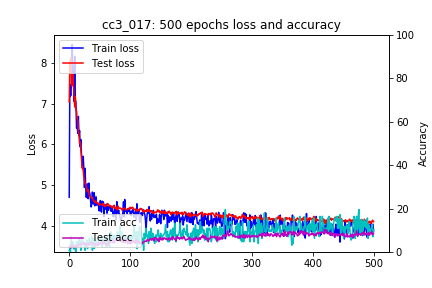 cc3_017: 500 epochs loss and accuracy
Train loss
Test loss
Train acc
Test acc
Loss
Accuracy
8
7
6
5
4
100
80
60
40
20
0
0
100
200
300
400
500